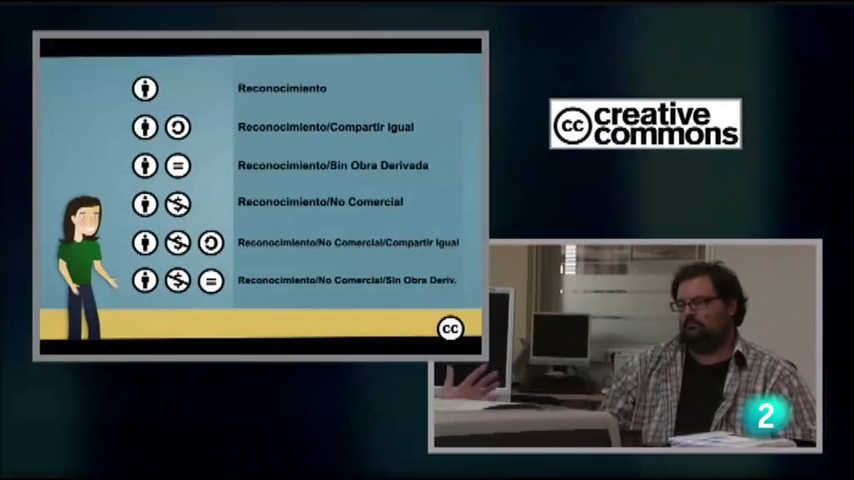 Reconocimiento
Reconocimiento/Compartir Igual
Reconocimiento/Sin Obra Derivada
Reconocimiento/No Comercial
Reconocimiento/No Comercial/Compartir Igual
Reconocimiento/No Comercial/Sin Obra Deriv.
cc
cc creative
commons
2